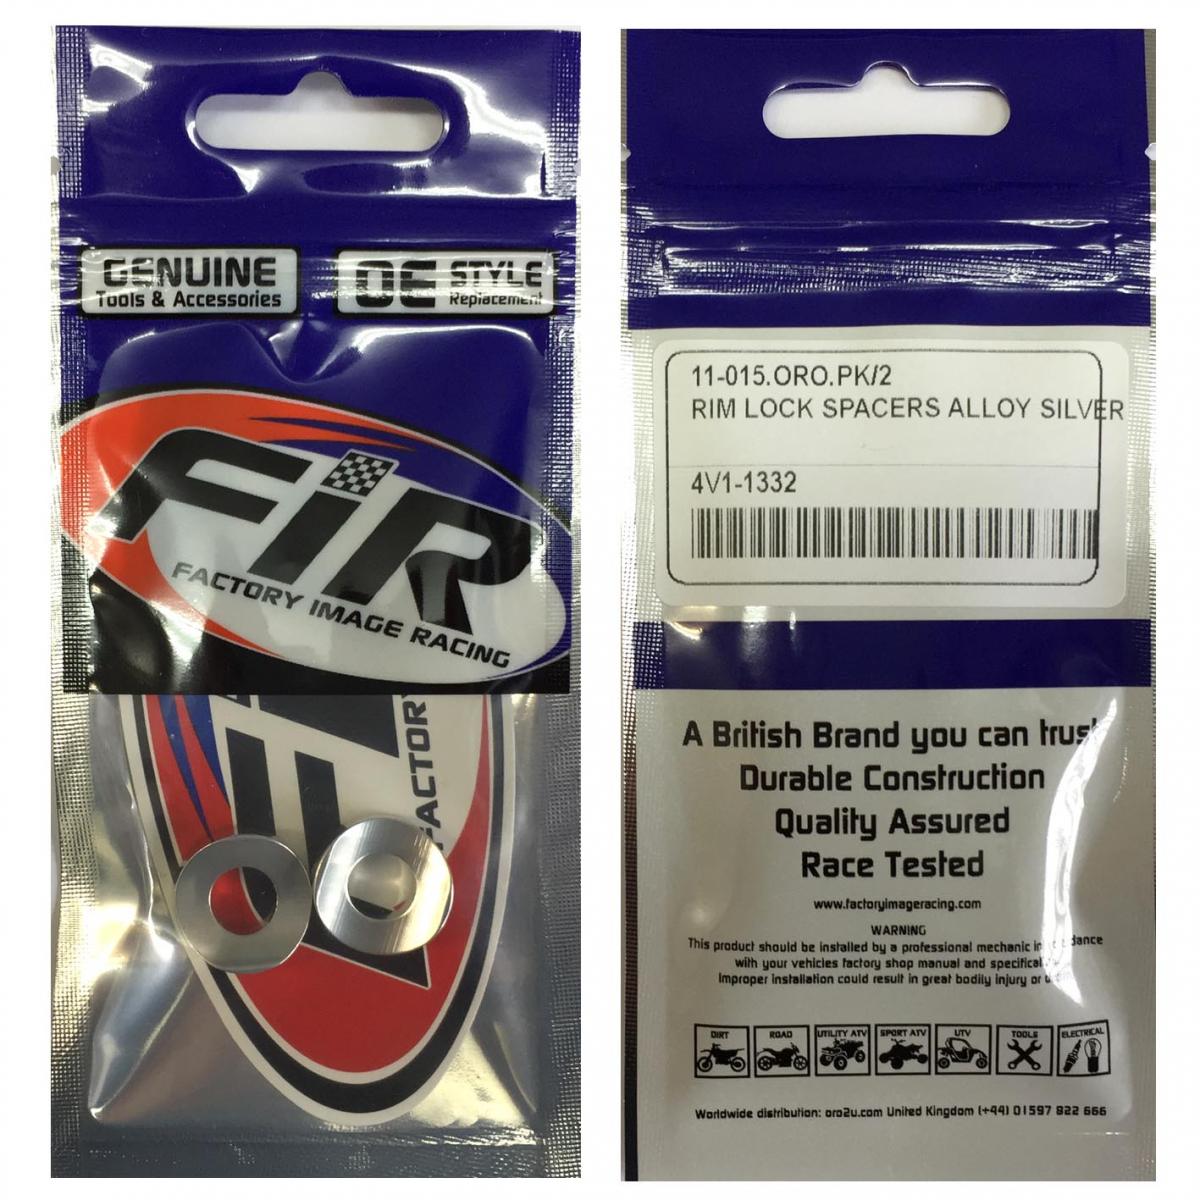 GENUINE
Tools & Accessories
OE STYLE
Replacement
FiR
FACTORY IMAGE RACING
FACTORY
11-015.ORO.PK/2
RIM LOCK SPACERS ALLOY SILVER
4V1-1332
A British Brand you can trust
Durable Construction
Quality Assured
Race Tested
www.factoryimageracing.com
WARNING
This product should be installed by a professional mechanic in dance
with your vehicles factory shop manual and specificat
Improper installation could result in great bodily injury or
DIRT ROAD UTILITY ATV SPORT ATV UTV TOOLS ELECTRICAL
Worldwide distribution: oro2u.com United Kingdom (+44) 01597 822 666